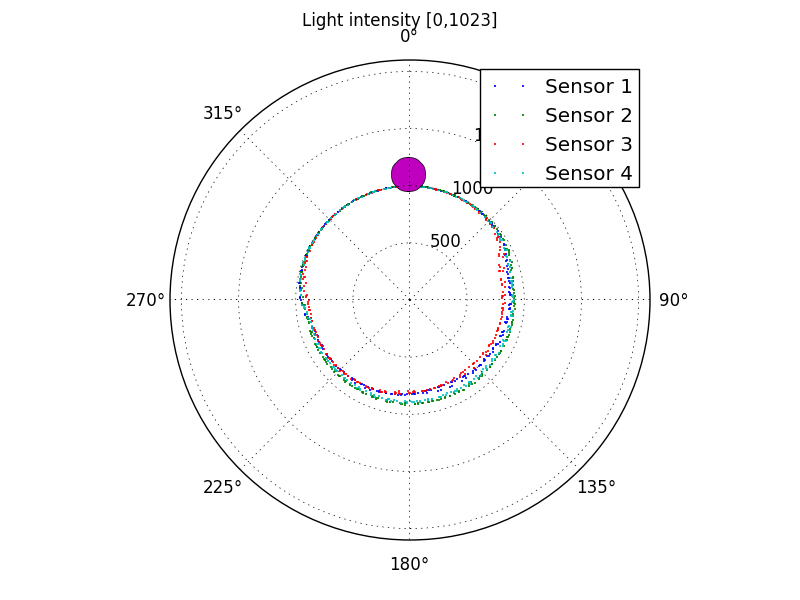 Light intensity [0,1023]
0°
Sensor 1
Sensor 2
Sensor 3
Sensor 4
315°
1000
500
270°
90°
225°
135°
180°